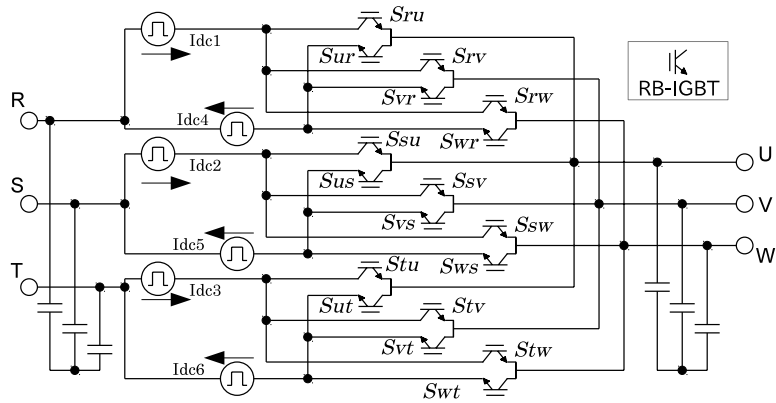 Idc1
Sru
Sur
Srv
Svr
Srw
Idc4
Swr
R
RB-IGBT
Idc2
Ssu
Sus
Ssv
Svs
Ssw
Idc5
Sws
S
U
V
W
T
Idc3
Stu
Sut
Stv
Svt
Stw
Idc6
Swt